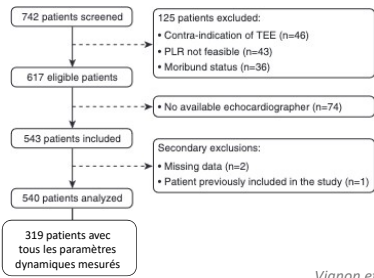 742 patients screened
125 patients excluded:
• Contra-indication of TEE (n=46)
• PLR not feasible (n=43)
• Moribund status (n=36)
617 eligible patients
• No available echocardiographer (n=74)
543 patients included
Secondary exclusions:
• Missing data (n=2)
• Patient previously included in the study (n=1)
540 patients analyzed
319 patients avec
tous les paramètres
dynamiques mesurés
Vignon et